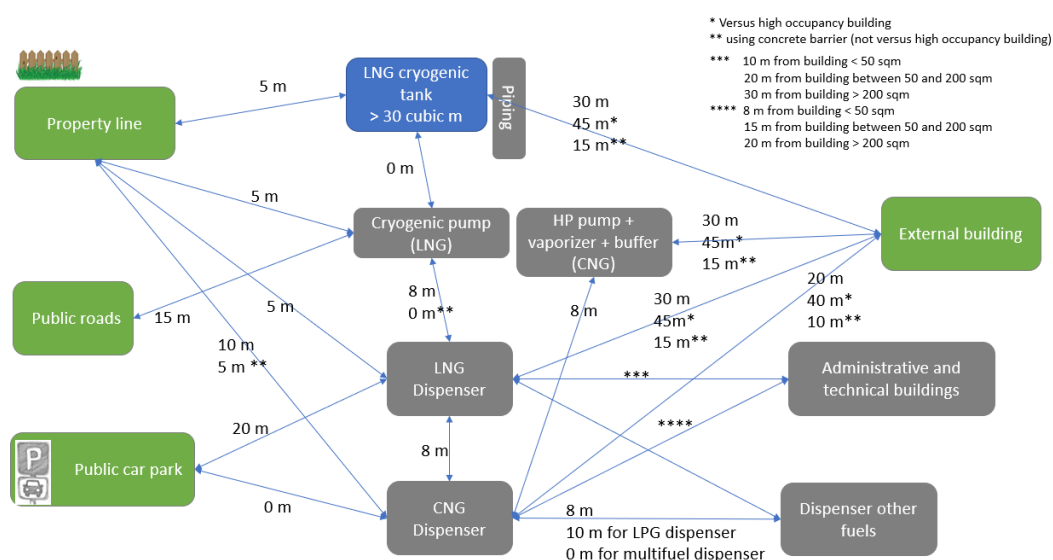 * Versus high occupancy building
** using concrete barrier (not versus high occupancy building)
*** 10 m from building < 50 sqm
20 m from building between 50 and 200 sqm
30 m from building > 200 sqm
**** 8 m from building < 50 sqm
15 m from building between 50 and 200 sqm
20 m from building > 200 sqm
Property line
5 m
LNG cryogenic
tank
> 30 cubic m
Piping
30 m
45 m*
15 m**
0 m
5 m
Cryogenic pump
(LNG)
HP pump +
vaporizer + buffer
(CNG)
30 m
45m*
15 m**
External building
Public roads
15 m
5 m
8 m
0 m**
8 m
30 m
45m*
15 m**
20 m
40 m*
10 m**
10 m
5 m **
LNG
Dispenser
***
Administrative and
technical buildings
****
20 m
8 m
P
Public car park
0 m
CNG
Dispenser
8 m
10 m for LPG dispenser
0 m for multifuel dispenser
Dispenser other
fuels